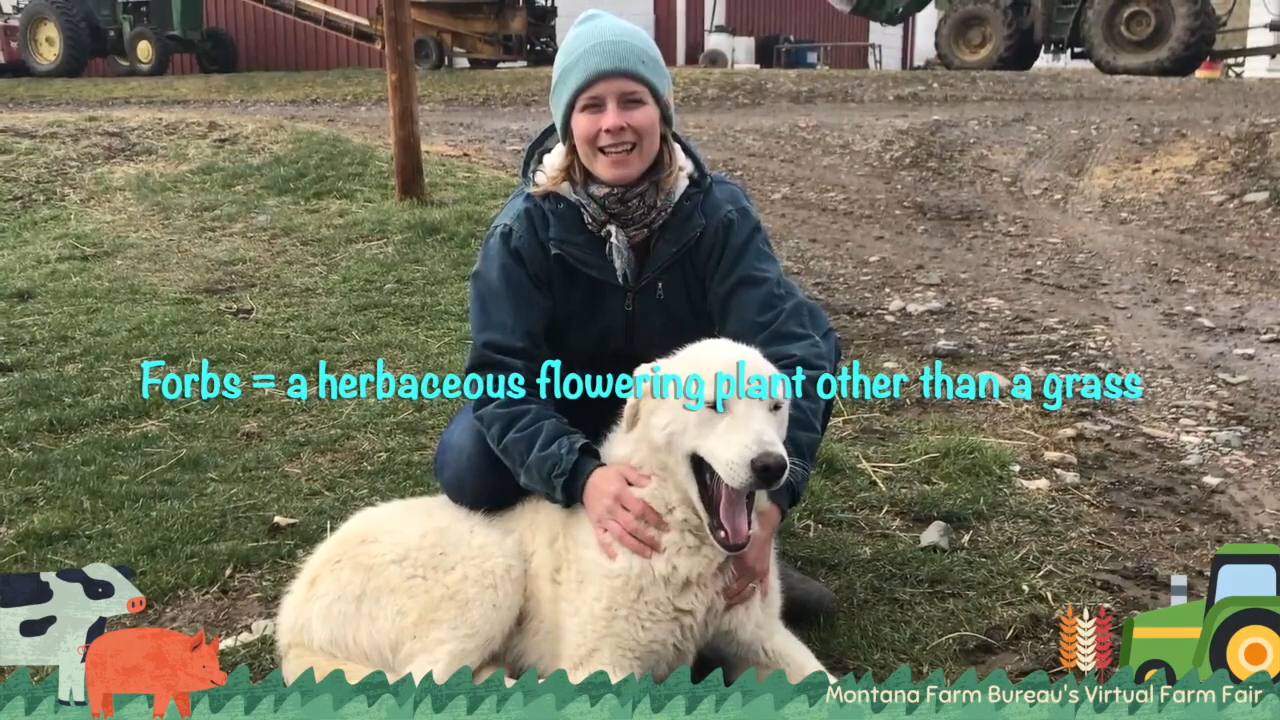 Forbs = a herbaceous flowering plant other than a grass
Montana Farm Bureau's Virtual Farm Fair